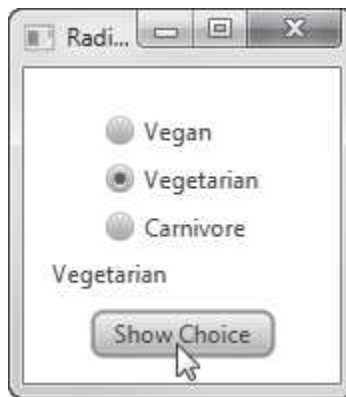 Radi...
Vegan
Vegetarian
Carnivore
Vegetarian
Show Choice